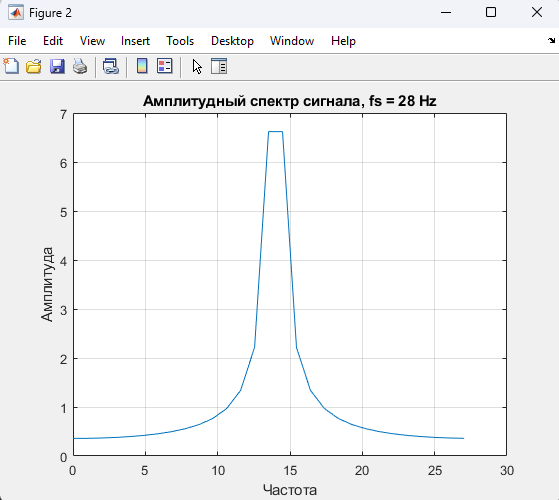 Figure 2
File Edit View Insert Tools Desktop Window Help
Амплитудный спектр сигнала, fs = 28 Hz
7
6
5
4
3
2
1
0
Амплитуда
0 5 10 15 20 25 30
Частота